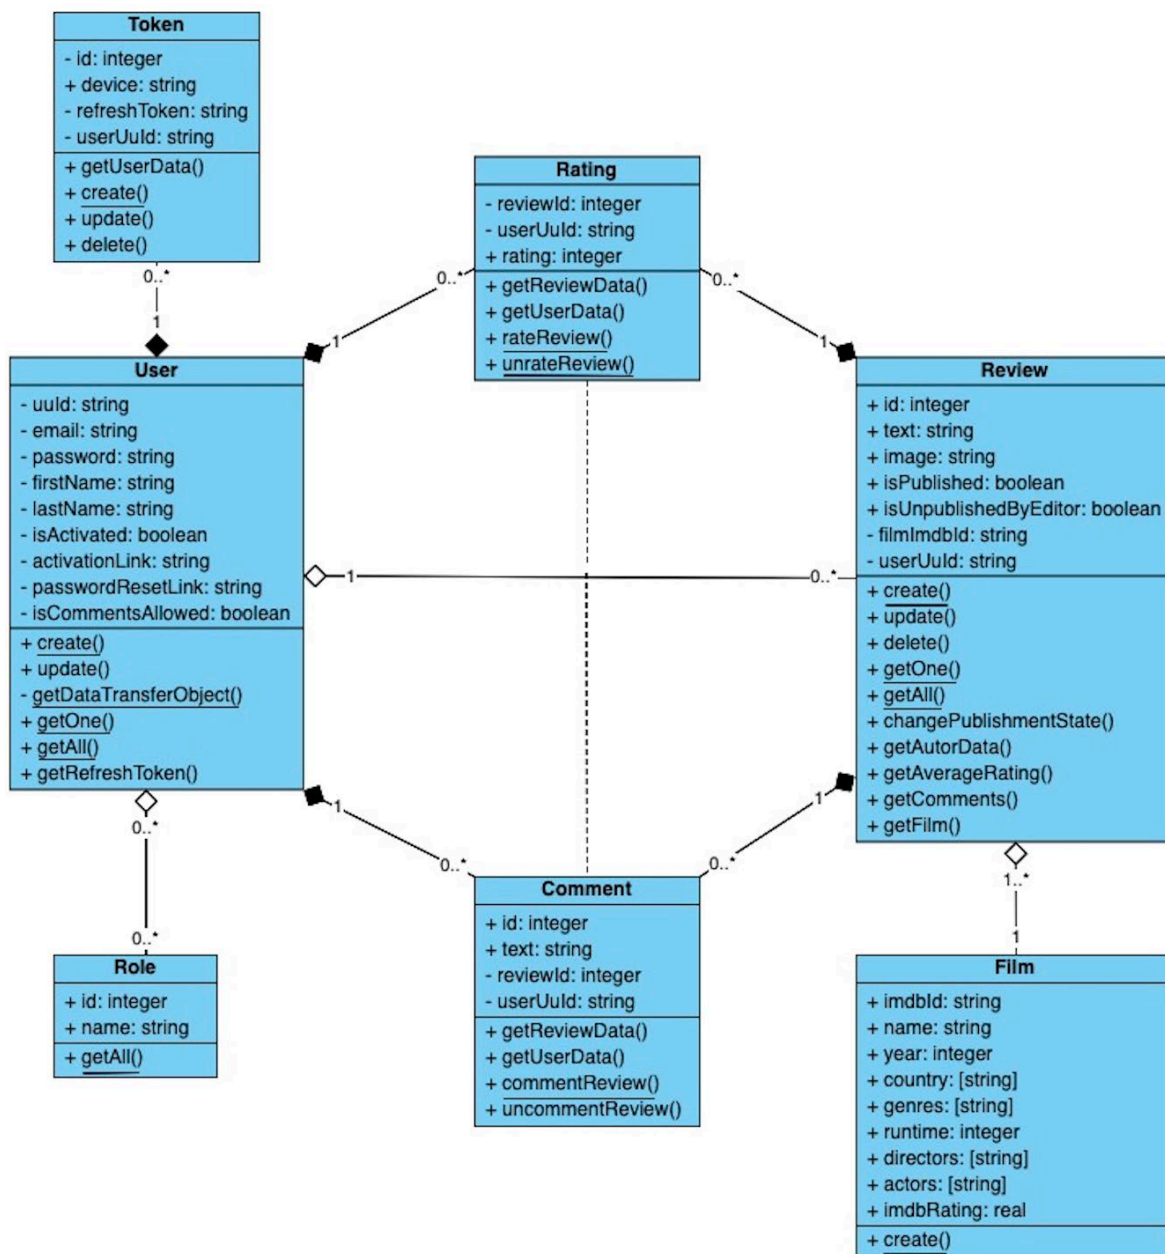 Token
- id: integer
+ device: string
- refreshToken: string
- userUuId: string
+ getUserData()
+ create()
+ update()
+ delete()
0..*
1
Rating
- reviewId: integer
- userUuId: string
+ rating: integer
+ getReviewData()
+ getUserData()
+ rateReview()
+ unrateReview()
0..*
1
0..*
1
User
- uuId: string
- email: string
- password: string
- firstName: string
- lastName: string
- isActivated: boolean
- activationLink: string
- passwordResetLink: string
- isCommentsAllowed: boolean
+ create()
+ update()
- getDataTransferObject()
+ getOne()
+ getAll()
+ getRefreshToken()
1
0..*
Review
+ id: integer
+ text: string
+ image: string
+ isPublished: boolean
+ isUnpublishedByEditor: boolean
- filmImdbId: string
- userUuId: string
+ create()
+ update()
+ delete()
+ getOne()
+ getAll()
+ changePublishmentState()
+ getAutorData()
+ getAverageRating()
+ getComments()
+ getFilm()
0..*
0..*
1
0..*
1
0..*
1..*
1
Role
+ id: integer
+ name: string
+ getAll()
Comment
+ id: integer
+ text: string
- reviewId: integer
- userUuId: string
+ getReviewData()
+ getUserData()
+ commentReview()
+ uncommentReview()
Film
+ imdbId: string
+ name: string
+ year: integer
+ country: [string]
+ genres: [string]
+ runtime: integer
+ directors: [string]
+ actors: [string]
+ imdbRating: real
+ create()